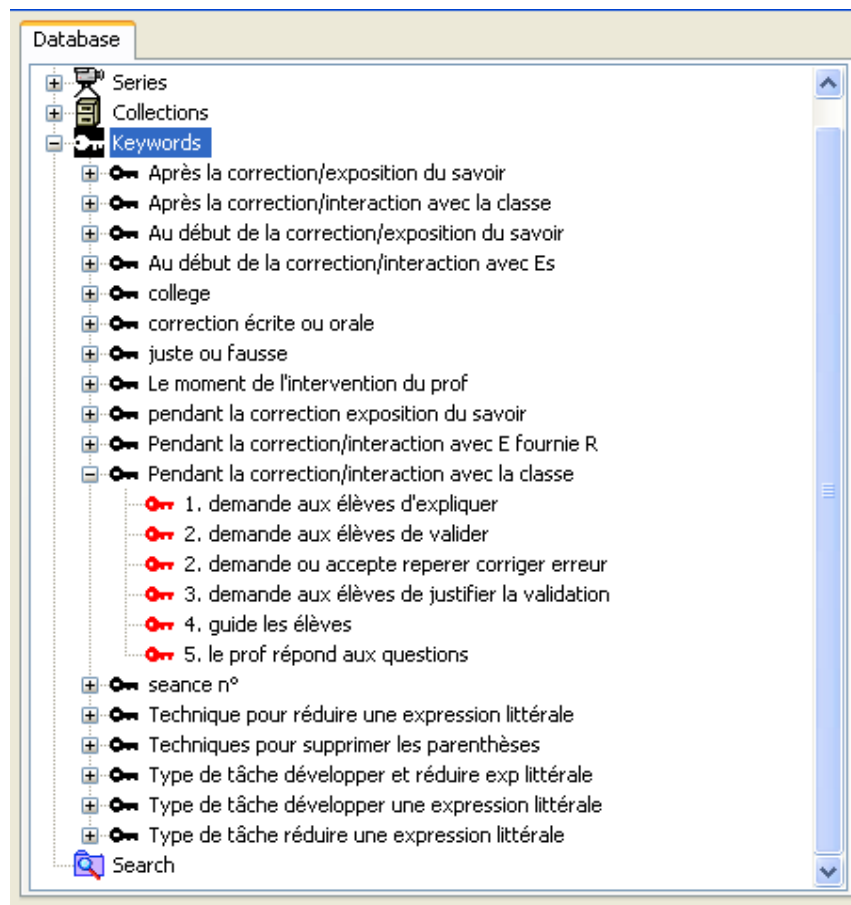 Database
Series
Collections
Keywords
Après la correction/exposition du savoir
Après la correction/interaction avec la classe
Au début de la correction/exposition du savoir
Au début de la correction/interaction avec Es
college
correction écrite ou orale
juste ou fausse
Le moment de l'intervention du prof
pendant la correction exposition du savoir
Pendant la correction/interaction avec E fournie R
Pendant la correction/interaction avec la classe
1. demande aux élèves d'expliquer
2. demande aux élèves de valider
2. demande ou accepte reperer corriger erreur
3. demande aux élèves de justifier la validation
4. guide les élèves
5. le prof répond aux questions
seance n°
Technique pour réduire une expression littérale
Techniques pour supprimer les parenthèses
Type de tâche développer et réduire exp littérale
Type de tâche développer une expression littérale
Type de tâche réduire une expression littérale
Search